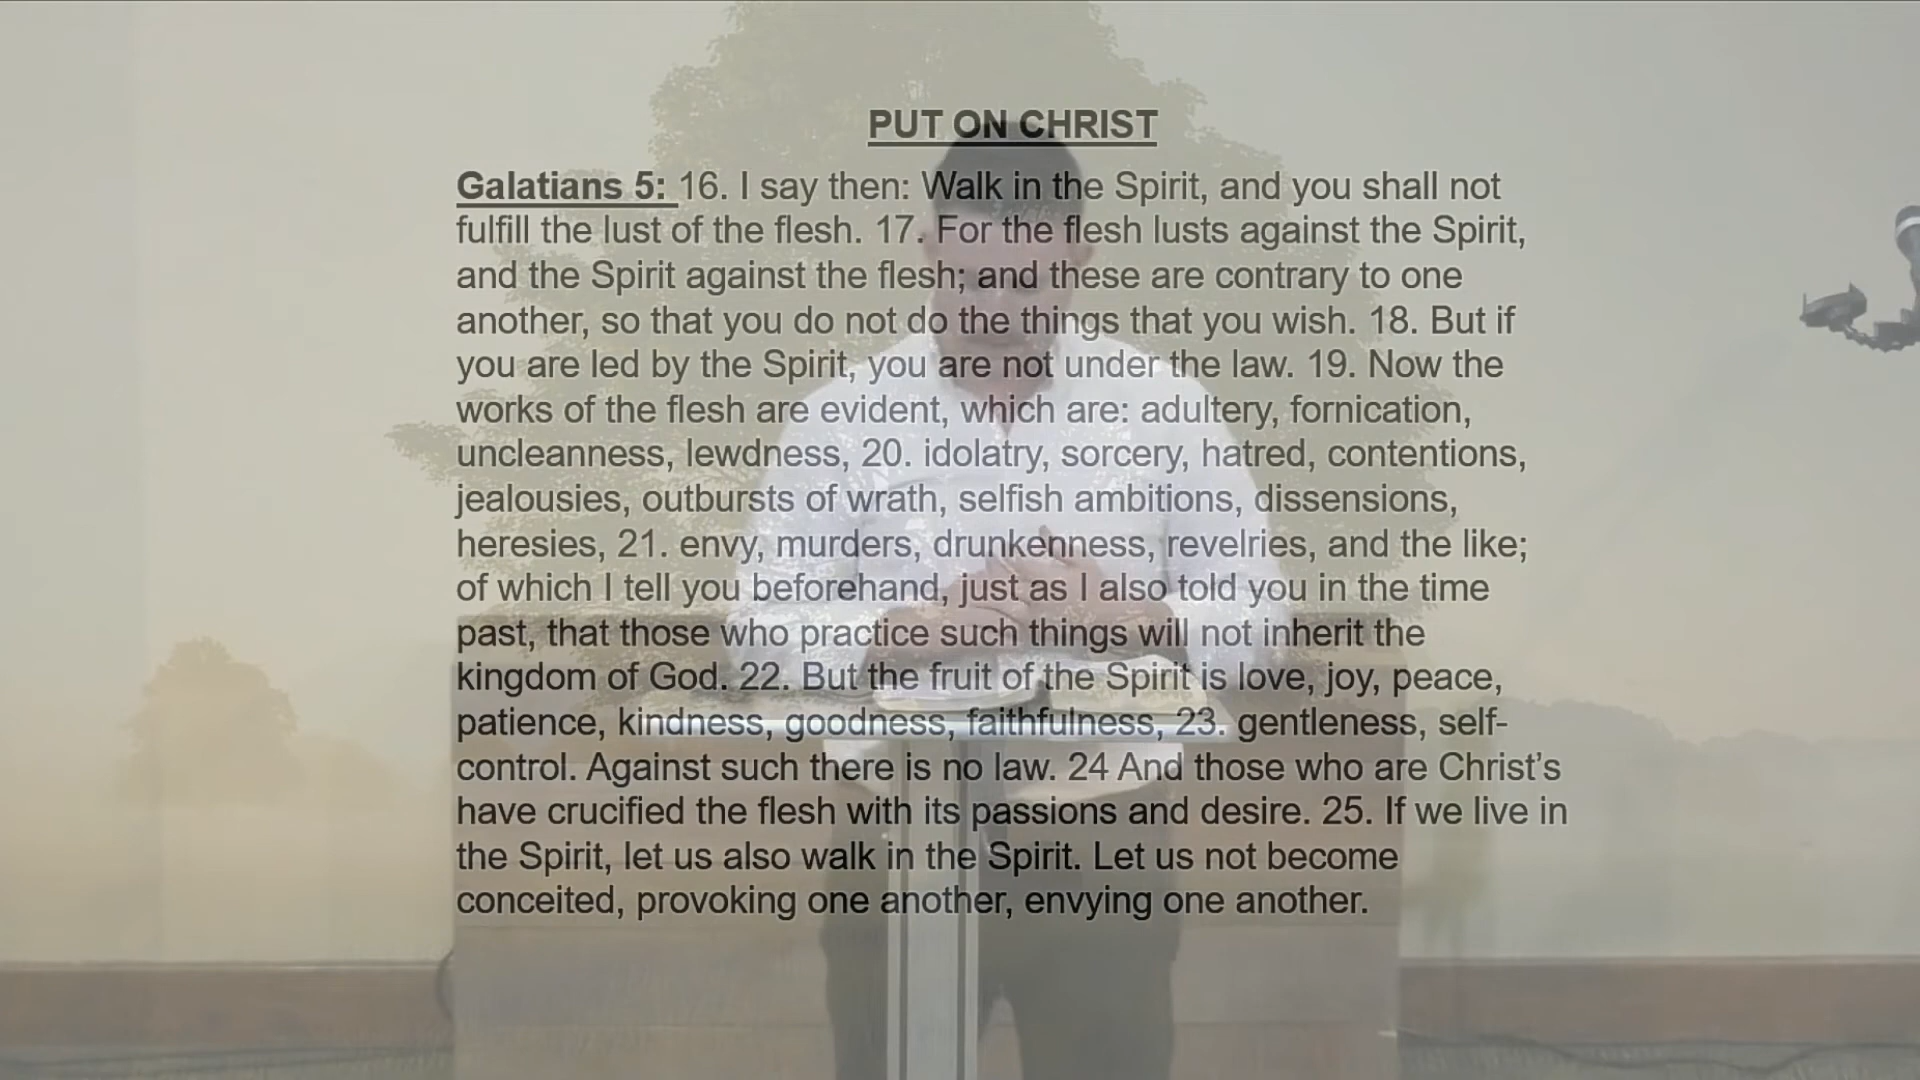 PUT ON CHRIST
Galatians 5: 16. I say then: Walk in the Spirit, and you shall not
fulfill the lust of the flesh. 17. For the flesh lusts against the Spirit,
and the Spirit against the flesh; and these are contrary to one
another, so that you do not do the things that you wish. 18. But if
you are led by the Spirit, you are not under the law. 19. Now the
works of the flesh are evident, which are: adultery, fornication,
uncleanness, lewdness, 20. idolatry, sorcery, hatred, contentions,
jealousies, outbursts of wrath, selfish ambitions, dissensions,
heresies, 21. envy, murders, drunkenness, revelries, and the like;
of which I tell you beforehand, just as I also told you in the time
past, that those who practice such things will not inherit the
kingdom of God. 22. But the fruit of the Spirit is love, joy, peace,
patience, kindness, goodness, faithfulness, 23. gentleness, self-
control. Against such there is no law. 24 And those who are Christ’s
have crucified the flesh with its passions and desire. 25. If we live in
the Spirit, let us also walk in the Spirit. Let us not become
conceited, provoking one another, envying one another.